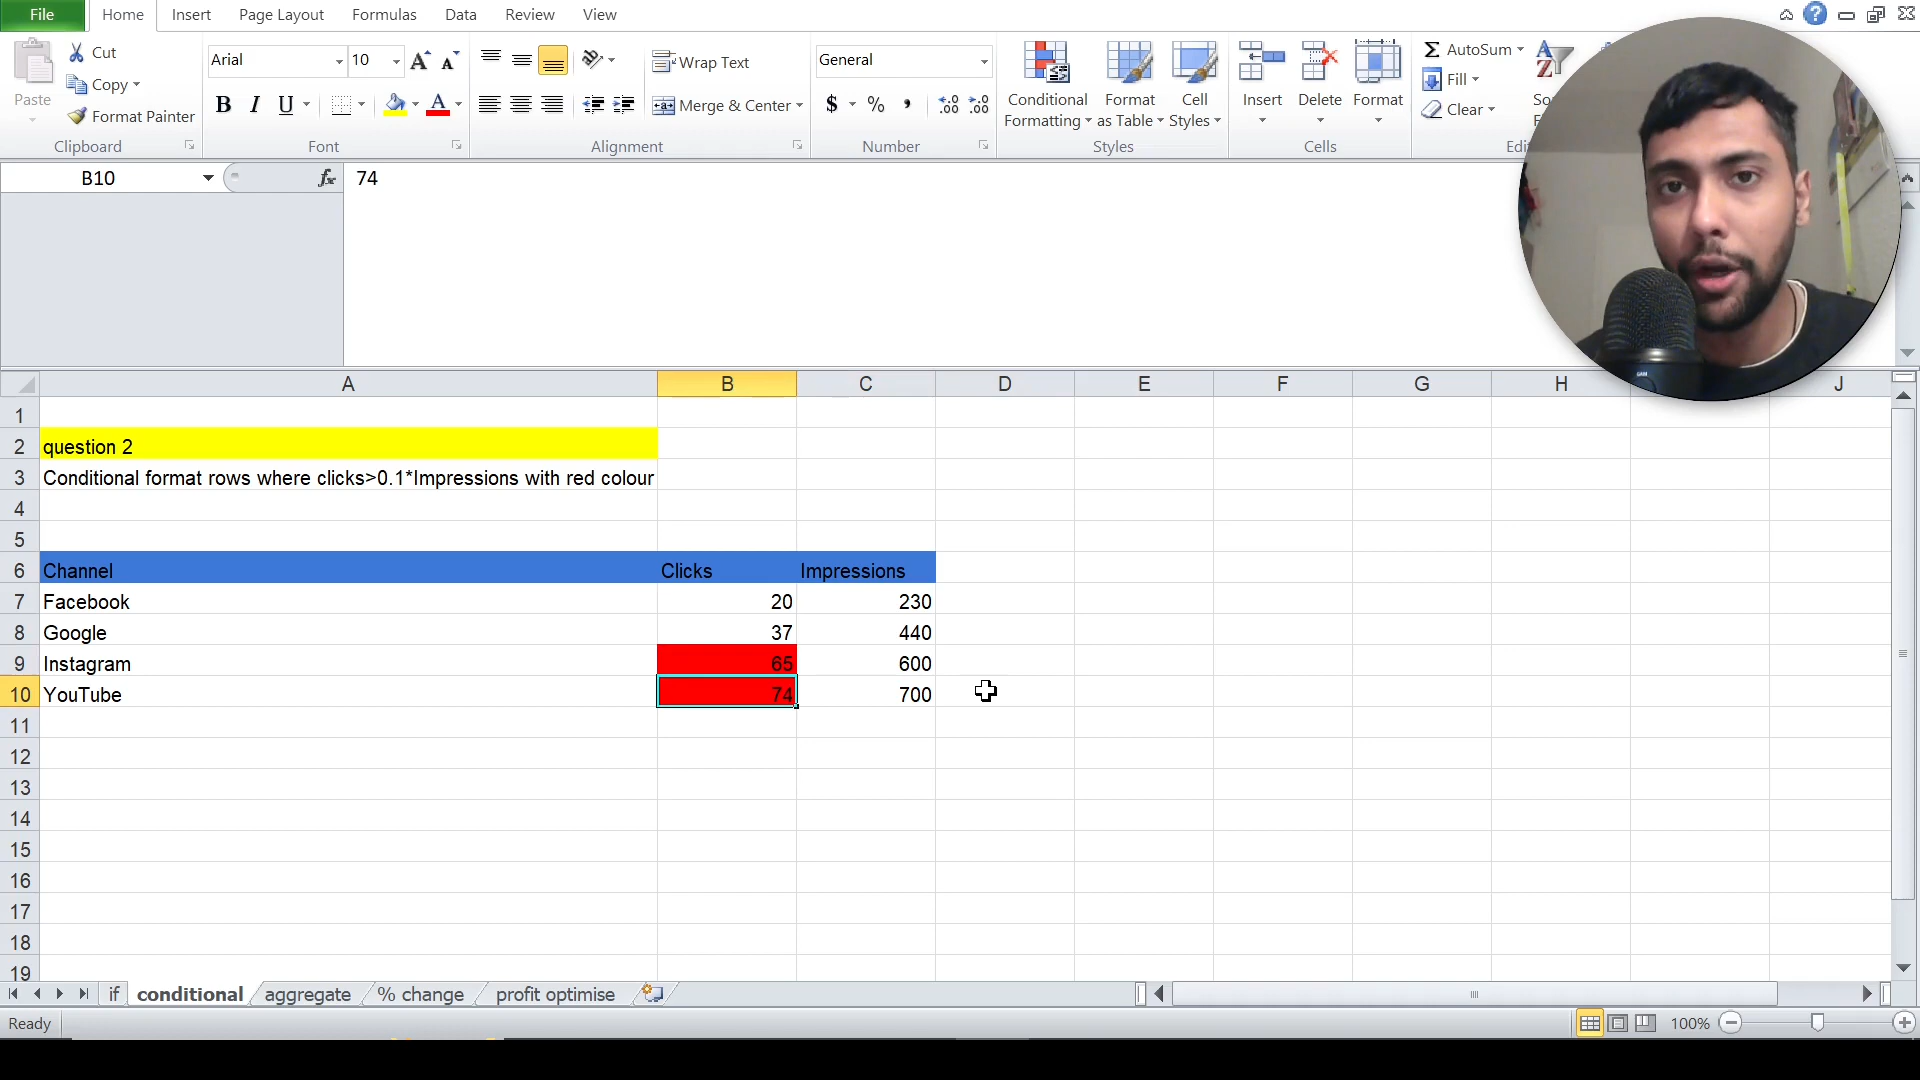 File Home Insert Page Layout Formulas Data Review View
Paste
Cut
Copy
Format Painter
Clipboard
Arial 10
B I U
Font
Wrap Text
Merge & Center
Alignment
General
$ % ,
Number
Conditional Formatting
Format as Table
Cell Styles
Styles
Insert Delete Format
Cells
Σ AutoSum
Fill
Clear
B10 fx 74
A B C D E F G H J
1
2 question 2
3 Conditional format rows where clicks>0.1*Impressions with red colour
4
5
6 Channel Clicks Impressions
7 Facebook 20 230
8 Google 37 440
9 Instagram 65 600
10 YouTube 74 700
11
12
13
14
15
16
17
18
19
if conditional aggregate % change profit optimise
Ready 100%